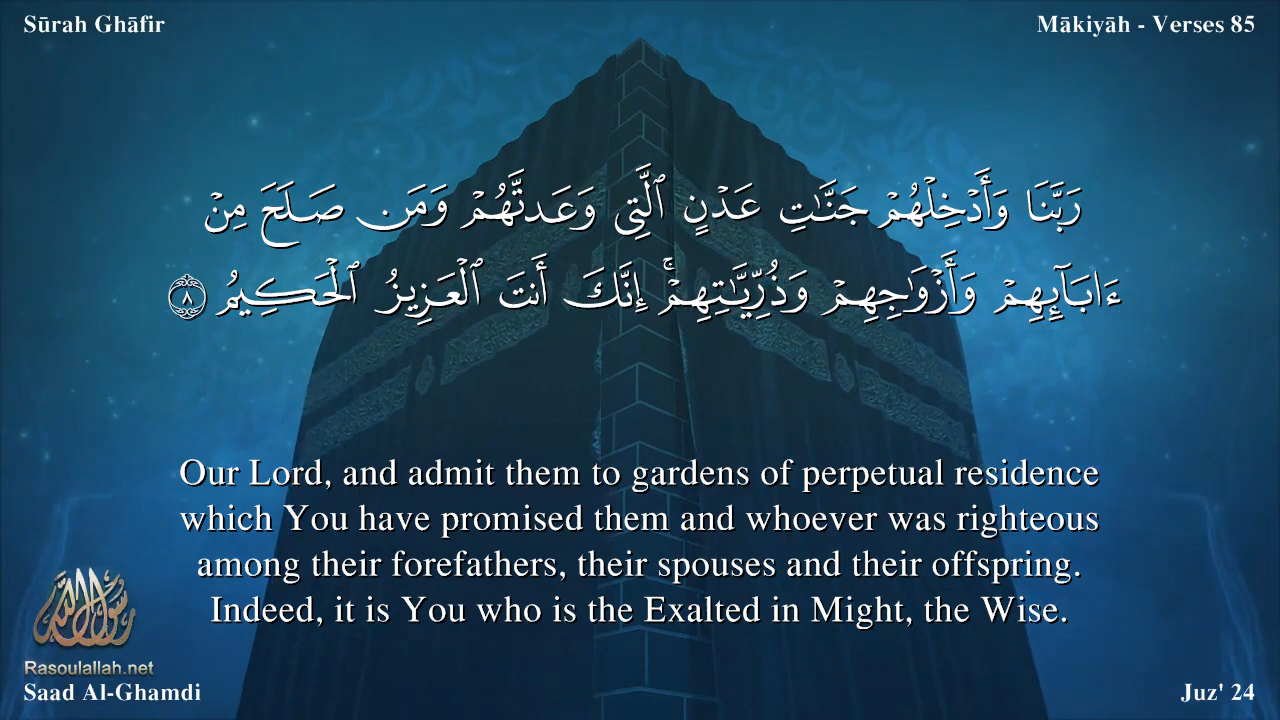 Sūrah Ghāfir
Mākiyāh - Verses 85
رَبَّنَا وَأَدْخِلْهُمْ جَنَّـٰتِ عَدْنٍ ٱلَّتِى وَعَدتَّهُمْ وَمَن صَلَحَ مِنْ
ءَابَآئِهِمْ وَأَزْوَٰجِهِمْ وَذُرِّيَّـٰتِهِمْ ۚ إِنَّكَ أَنتَ ٱلْعَزِيزُ ٱلْحَكِيمُ ٨
Our Lord, and admit them to gardens of perpetual residence
which You have promised them and whoever was righteous
among their forefathers, their spouses and their offspring.
Indeed, it is You who is the Exalted in Might, the Wise.
رسول الله
Rasoulallah.net
Saad Al-Ghamdi
Juz' 24